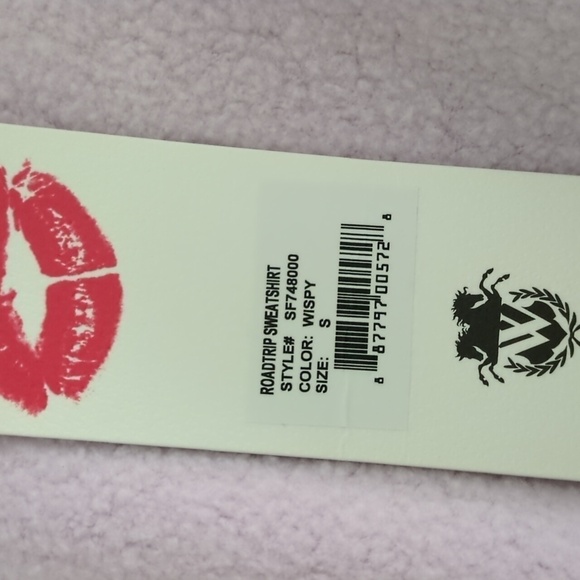 ROADTRIP SWEATSHIRT
STYLE# SF748000
COLOR: WISPY
SIZE: S
8 87797 00572 8
W